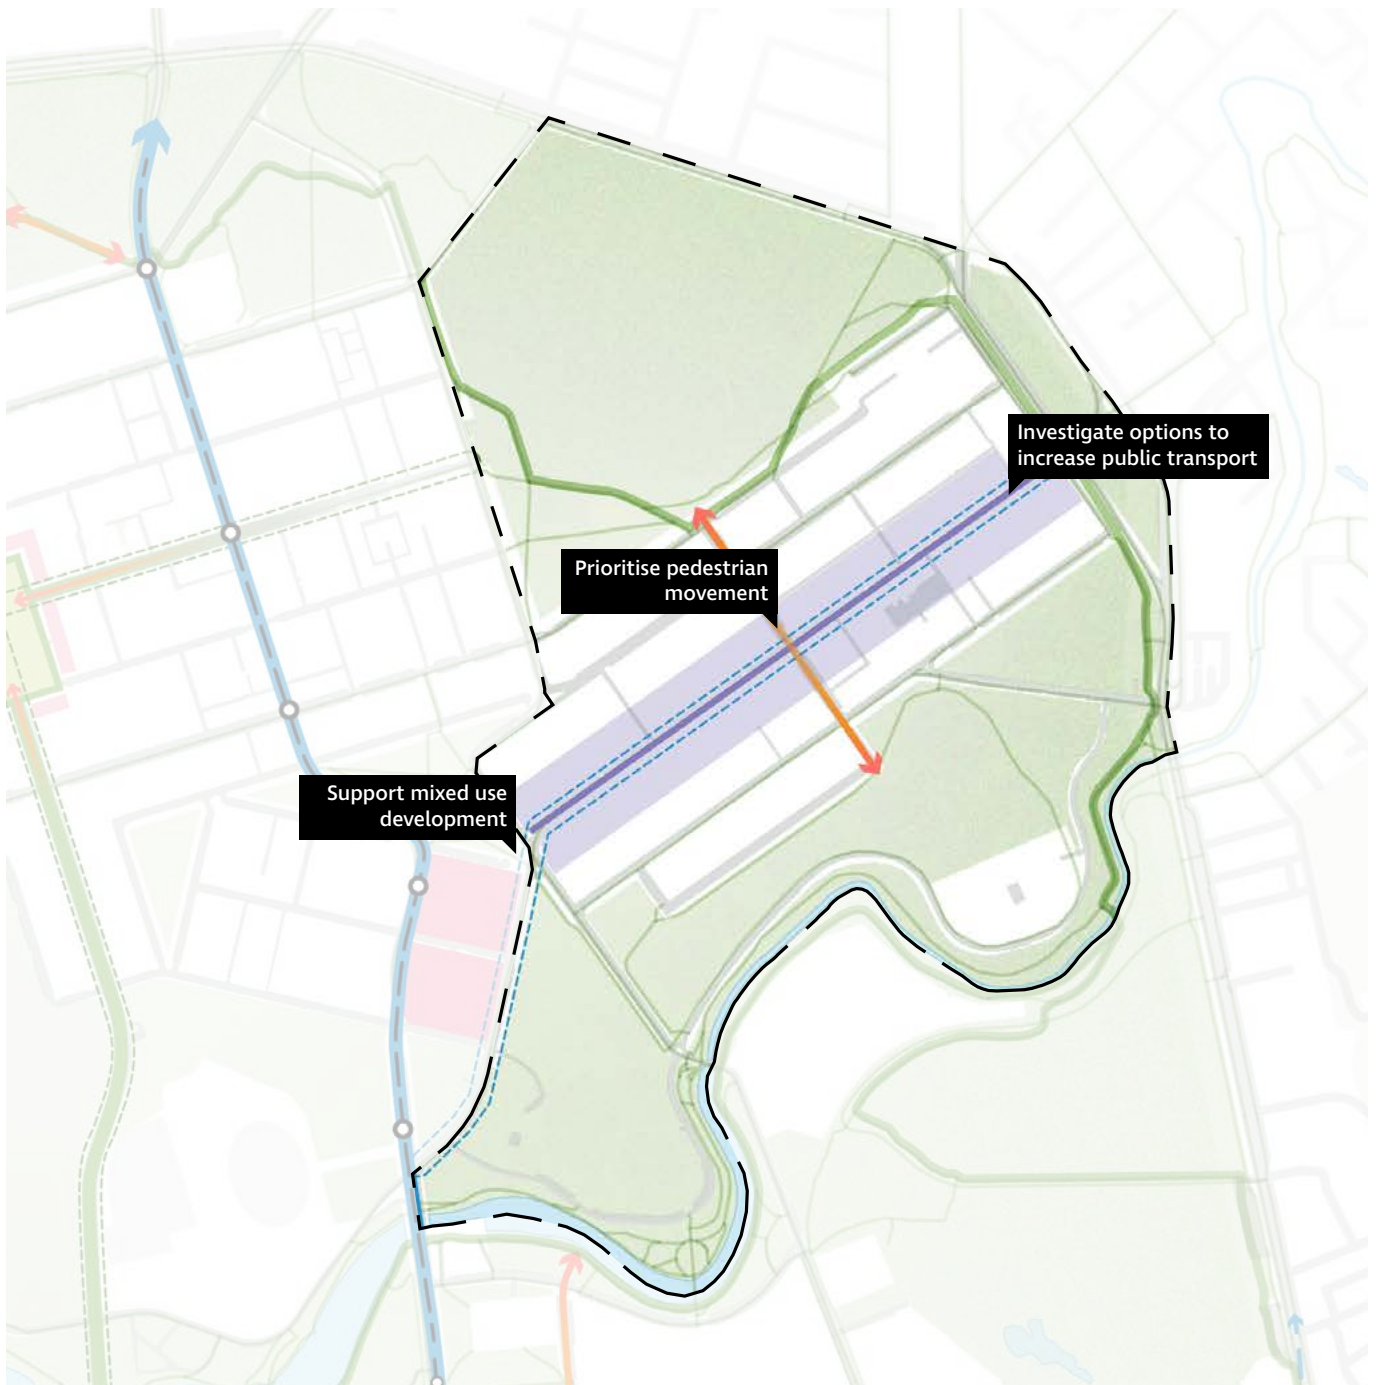 Investigate options to
increase public transport
Prioritise pedestrian
movement
Support mixed use
development